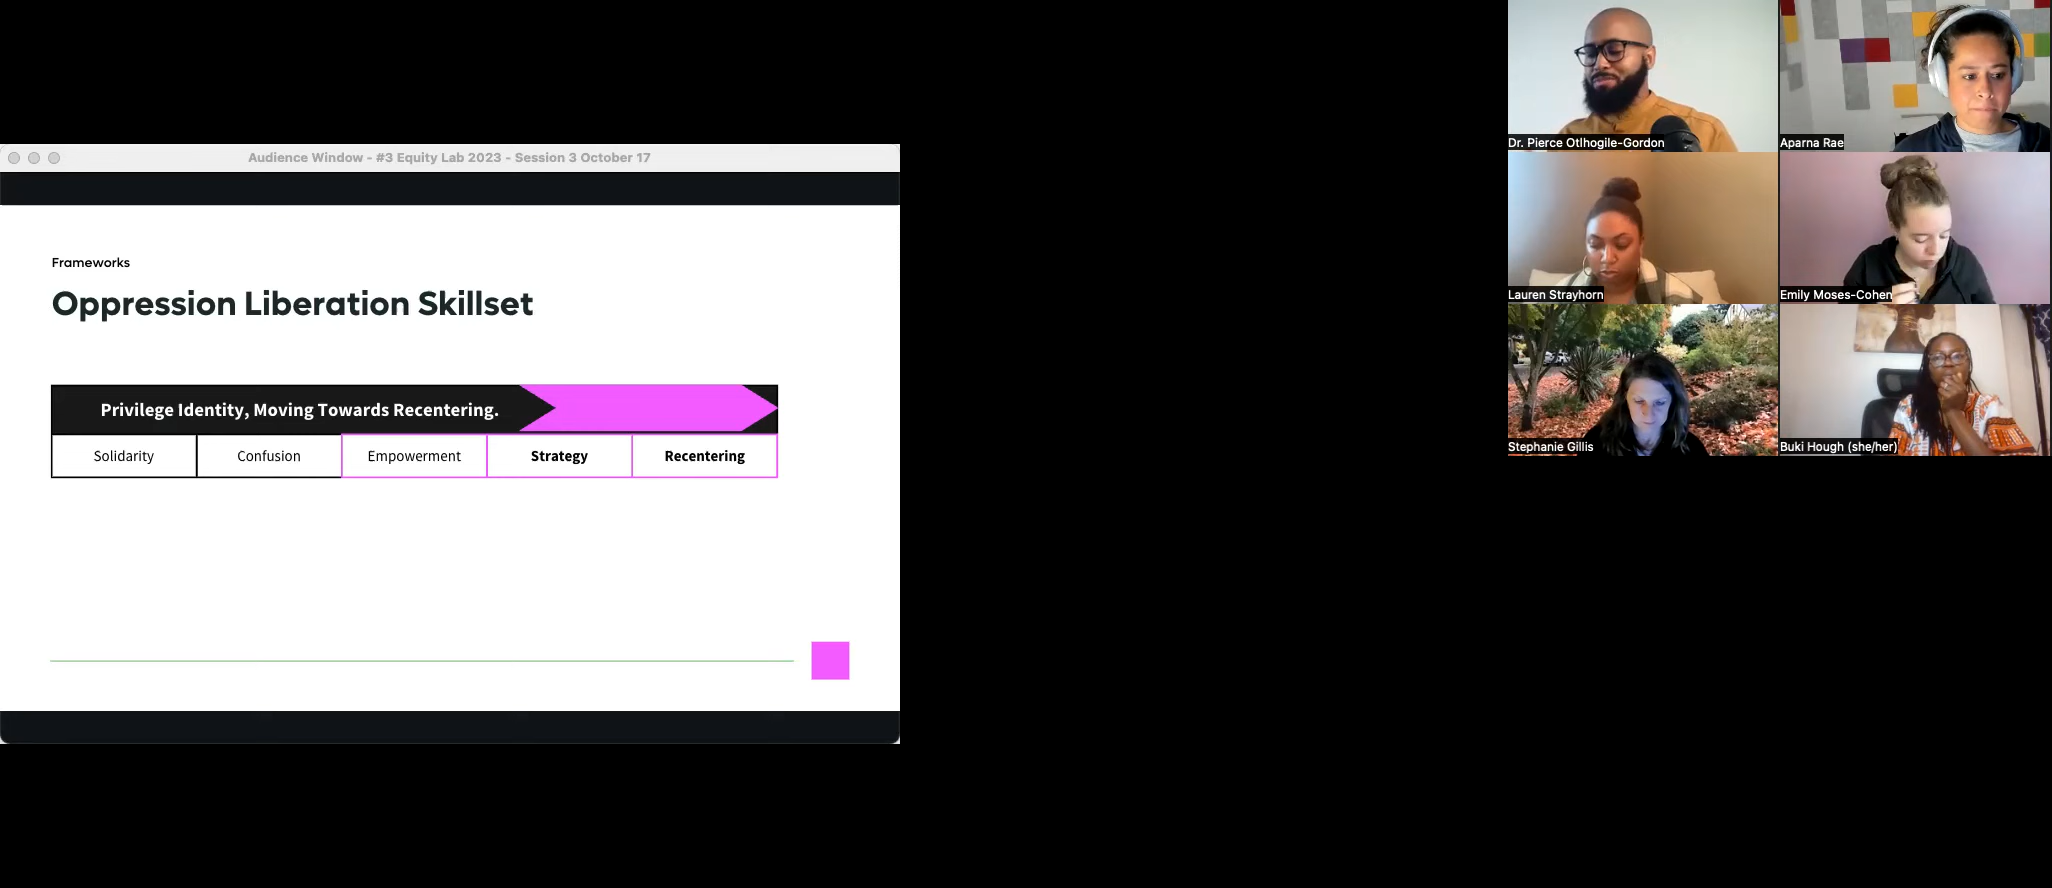 Audience Window - #3 Equity Lab 2023 - Session 3 October 17
Frameworks
Oppression Liberation Skillset
Privilege Identity, Moving Towards Recentering.
Solidarity
Confusion
Empowerment
Strategy
Recentering
Dr. Pierce Otlhogile-Gordon
Aparna Rae
Lauren Strayhorn
Emily Moses-Cohen
Stephanie Gillis
Buki Hough (she/her)